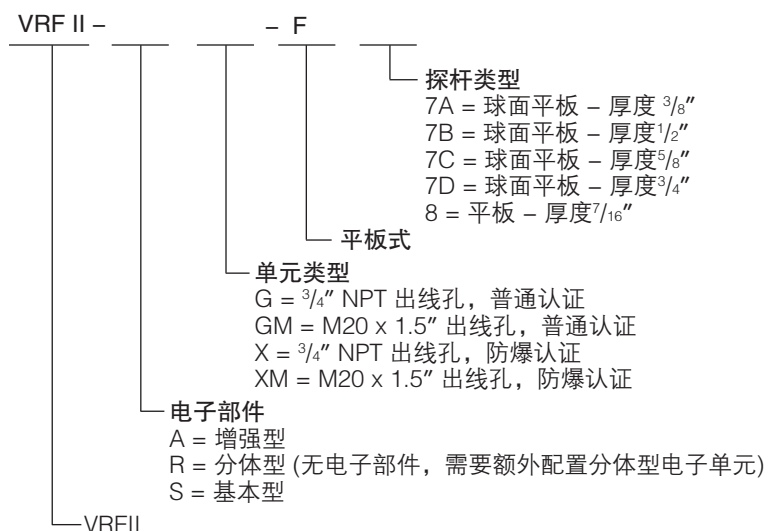 VRF II – – F
探杆类型
7A = 球面平板 – 厚度 3/8″
7B = 球面平板 – 厚度1/2″
7C = 球面平板 – 厚度5/8″
7D = 球面平板 – 厚度3/4″
8 = 平板 – 厚度7/16″
平板式
单元类型
G = 3/4″ NPT 出线孔，普通认证
GM = M20 x 1.5″ 出线孔，普通认证
X = 3/4″ NPT 出线孔，防爆认证
XM = M20 x 1.5″ 出线孔，防爆认证
电子部件
A = 增强型
R = 分体型 (无电子部件，需要额外配置分体型电子单元)
S = 基本型
VRFII